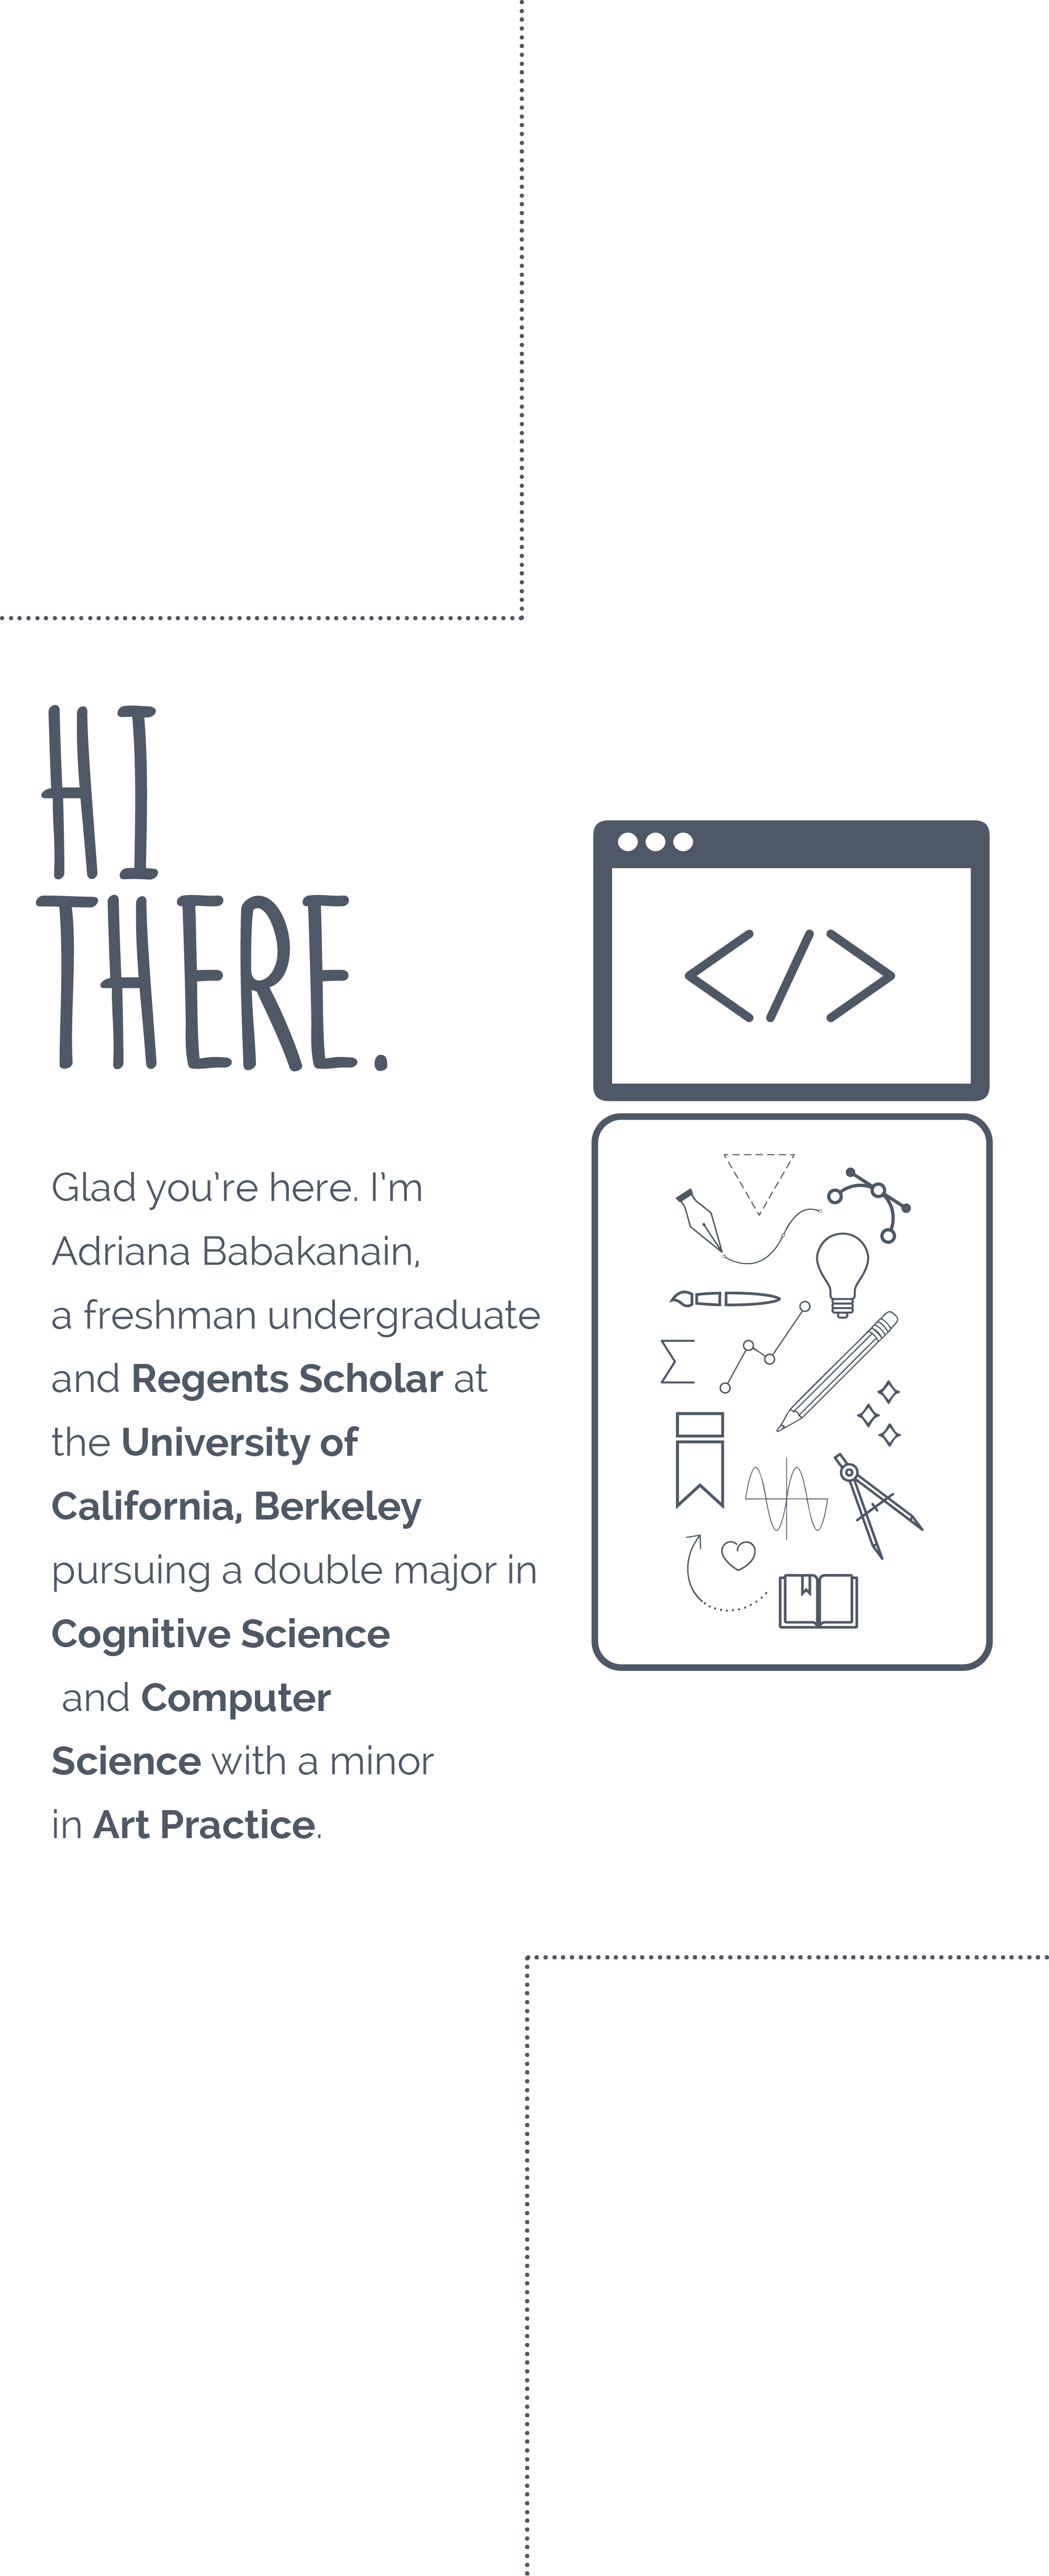 HI
THERE.
Glad you're here. I'm
Adriana Babakanain,
a freshman undergraduate
and Regents Scholar at
the University of
California, Berkeley
pursuing a double major in
Cognitive Science
and Computer
Science with a minor
in Art Practice.
</>
Σ